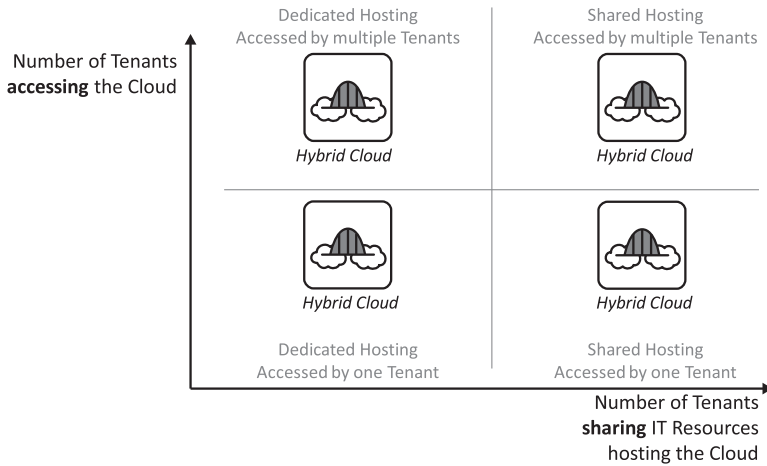 Dedicated Hosting
Accessed by multiple Tenants
Shared Hosting
Accessed by multiple Tenants
Number of Tenants
accessing the Cloud
Hybrid Cloud
Hybrid Cloud
Hybrid Cloud
Hybrid Cloud
Dedicated Hosting
Accessed by one Tenant
Shared Hosting
Accessed by one Tenant
Number of Tenants
sharing IT Resources
hosting the Cloud